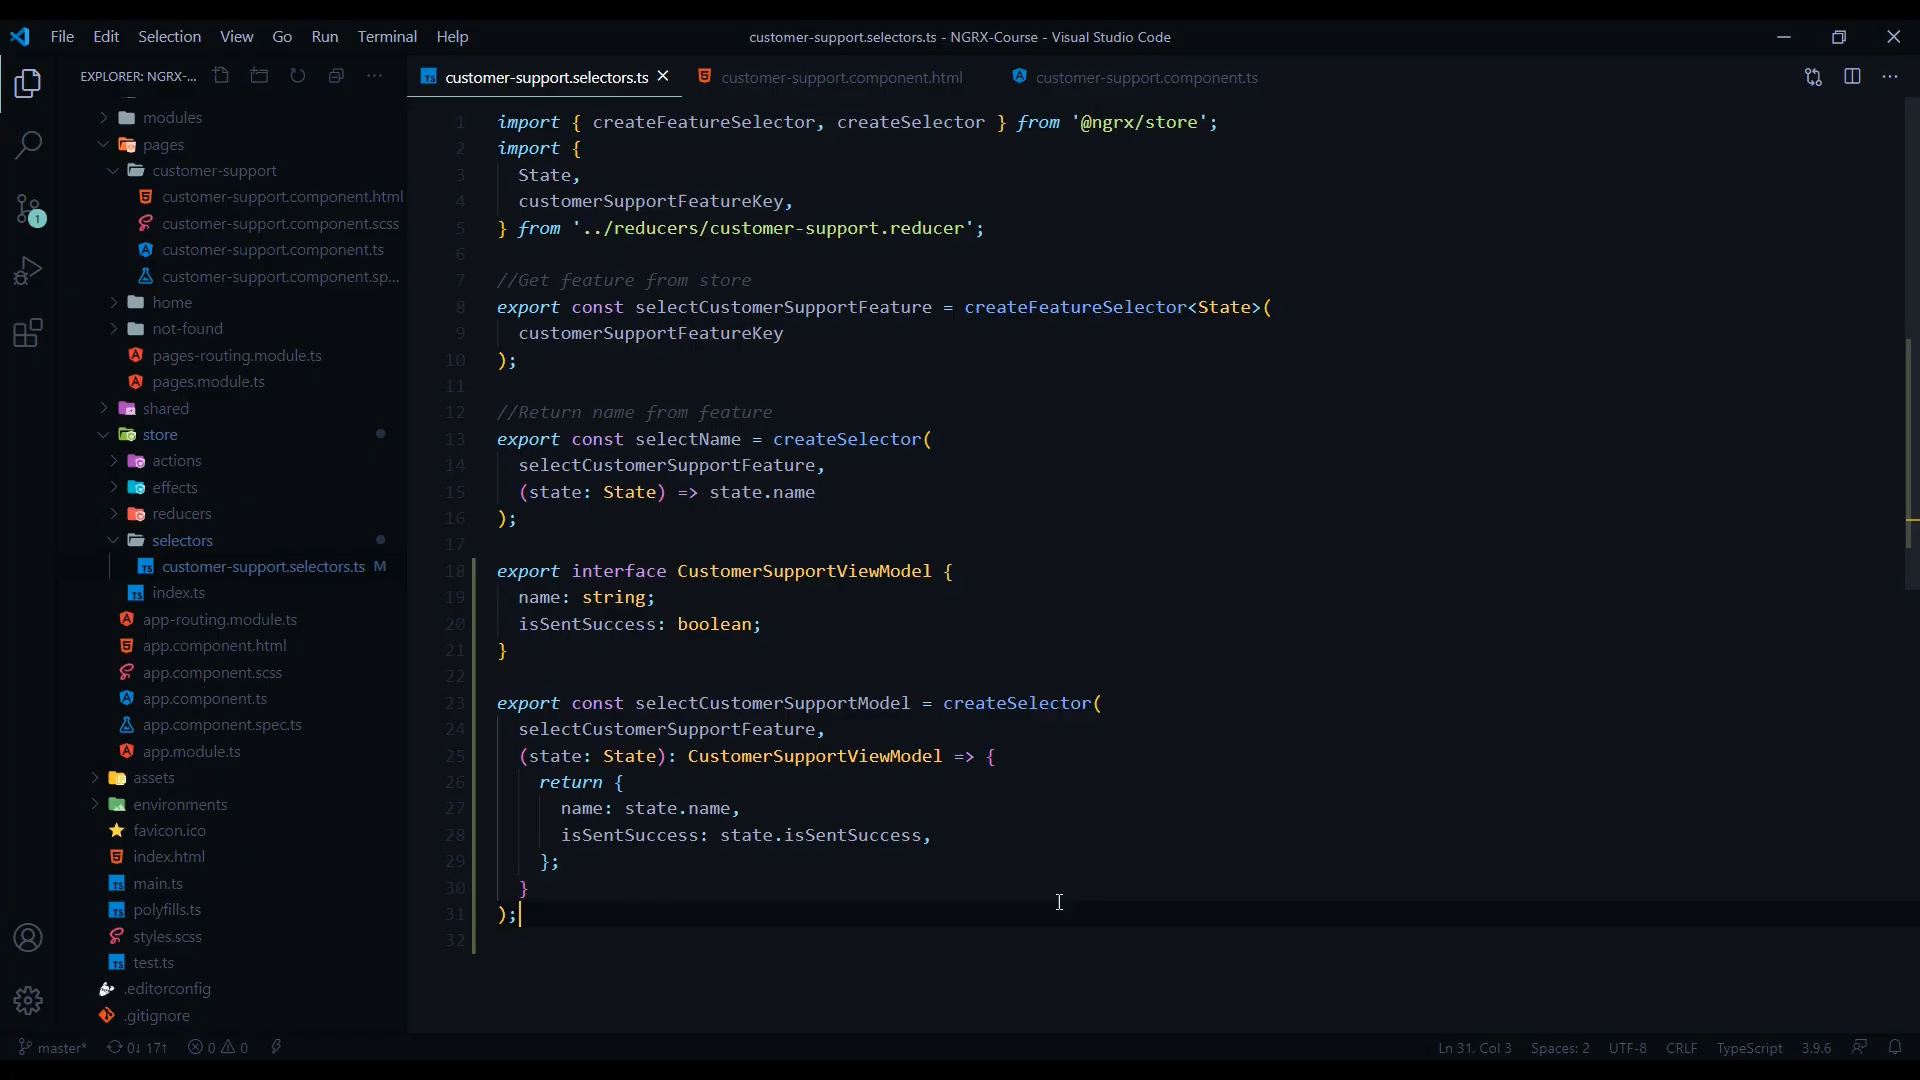 File Edit Selection View Go Run Terminal Help
customer-support.selectors.ts - NGRX-Course - Visual Studio Code
EXPLORER: NGRX-...
customer-support.selectors.ts
customer-support.component.html
customer-support.component.ts
modules
pages
customer-support
customer-support.component.html
customer-support.component.scss
customer-support.component.ts
customer-support.component.sp...
home
not-found
pages-routing.module.ts
pages.module.ts
shared
store
actions
effects
reducers
selectors
customer-support.selectors.ts M
index.ts
app-routing.module.ts
app.component.html
app.component.scss
app.component.ts
app.component.spec.ts
app.module.ts
assets
environments
favicon.ico
index.html
main.ts
polyfills.ts
styles.scss
test.ts
.editorconfig
.gitignore
1
1 import { createFeatureSelector, createSelector } from '@ngrx/store';
2 import {
3 State,
4 customerSupportFeatureKey,
5 } from '../reducers/customer-support.reducer';
6
7 //Get feature from store
8 export const selectCustomerSupportFeature = createFeatureSelector<State>(
9 customerSupportFeatureKey
10 );
11
12 //Return name from feature
13 export const selectName = createSelector(
14 selectCustomerSupportFeature,
15 (state: State) => state.name
16 );
17
18 export interface CustomerSupportViewModel {
19 name: string;
20 isSentSuccess: boolean;
21 }
22
23 export const selectCustomerSupportModel = createSelector(
24 selectCustomerSupportFeature,
25 (state: State): CustomerSupportViewModel => {
26 return {
27 name: state.name,
28 isSentSuccess: state.isSentSuccess,
29 };
30 }
31 );
32
master* 0↓ 17↑ 0 0
Ln 31, Col 3 Spaces: 2 UTF-8 CRLF TypeScript 3.9.6